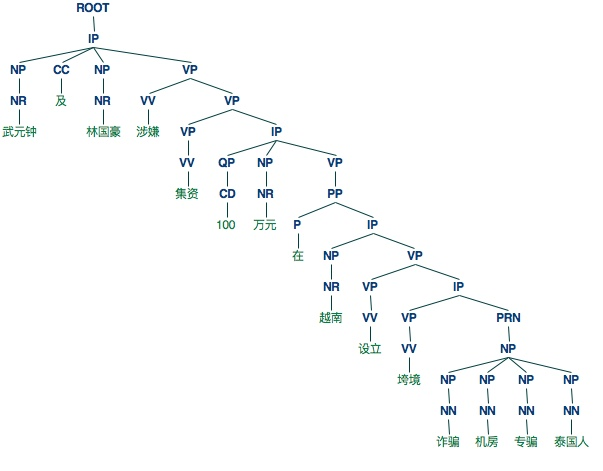 ROOT
IP
NP CC NP VP
NR 及 NR VV VP
武元钟 林国豪 涉嫌 VP IP
VV QP NP VP
集资 CD NR PP
100 万元 P IP
在 NP VP
NR VP IP
越南 VV VP PRN
设立 VV NP
垮境 NP NP NP NP
NN NN NN NN
诈骗 机房 专骗 泰国人